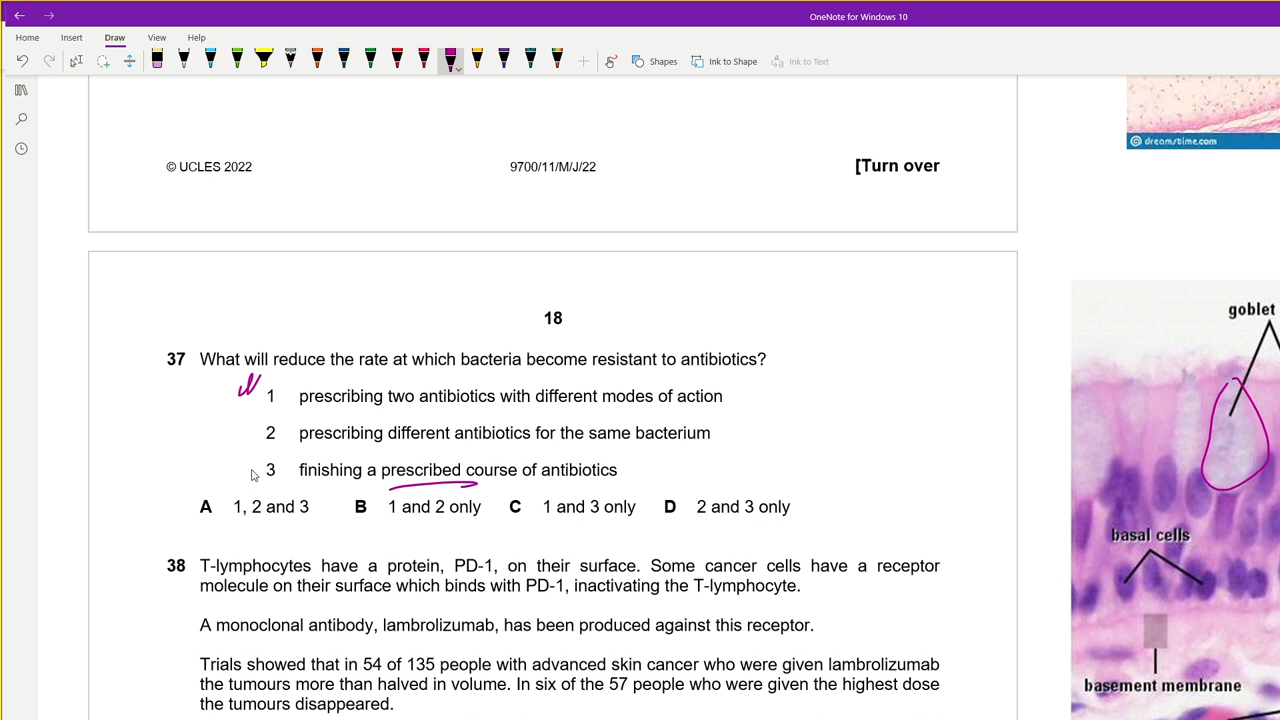 OneNote for Windows 10
Home Insert Draw View Help
Shapes Ink to Shape Ink to Text
dreamstime.com
© UCLES 2022 9700/11/M/J/22 [Turn over
18
37 What will reduce the rate at which bacteria become resistant to antibiotics?
1 prescribing two antibiotics with different modes of action
2 prescribing different antibiotics for the same bacterium
3 finishing a prescribed course of antibiotics
A 1, 2 and 3 B 1 and 2 only C 1 and 3 only D 2 and 3 only
38 T-lymphocytes have a protein, PD-1, on their surface. Some cancer cells have a receptor
molecule on their surface which binds with PD-1, inactivating the T-lymphocyte.
A monoclonal antibody, lambrolizumab, has been produced against this receptor.
Trials showed that in 54 of 135 people with advanced skin cancer who were given lambrolizumab
the tumours more than halved in volume. In six of the 57 people who were given the highest dose
the tumours disappeared.
goblet
basal cells
basement membrane